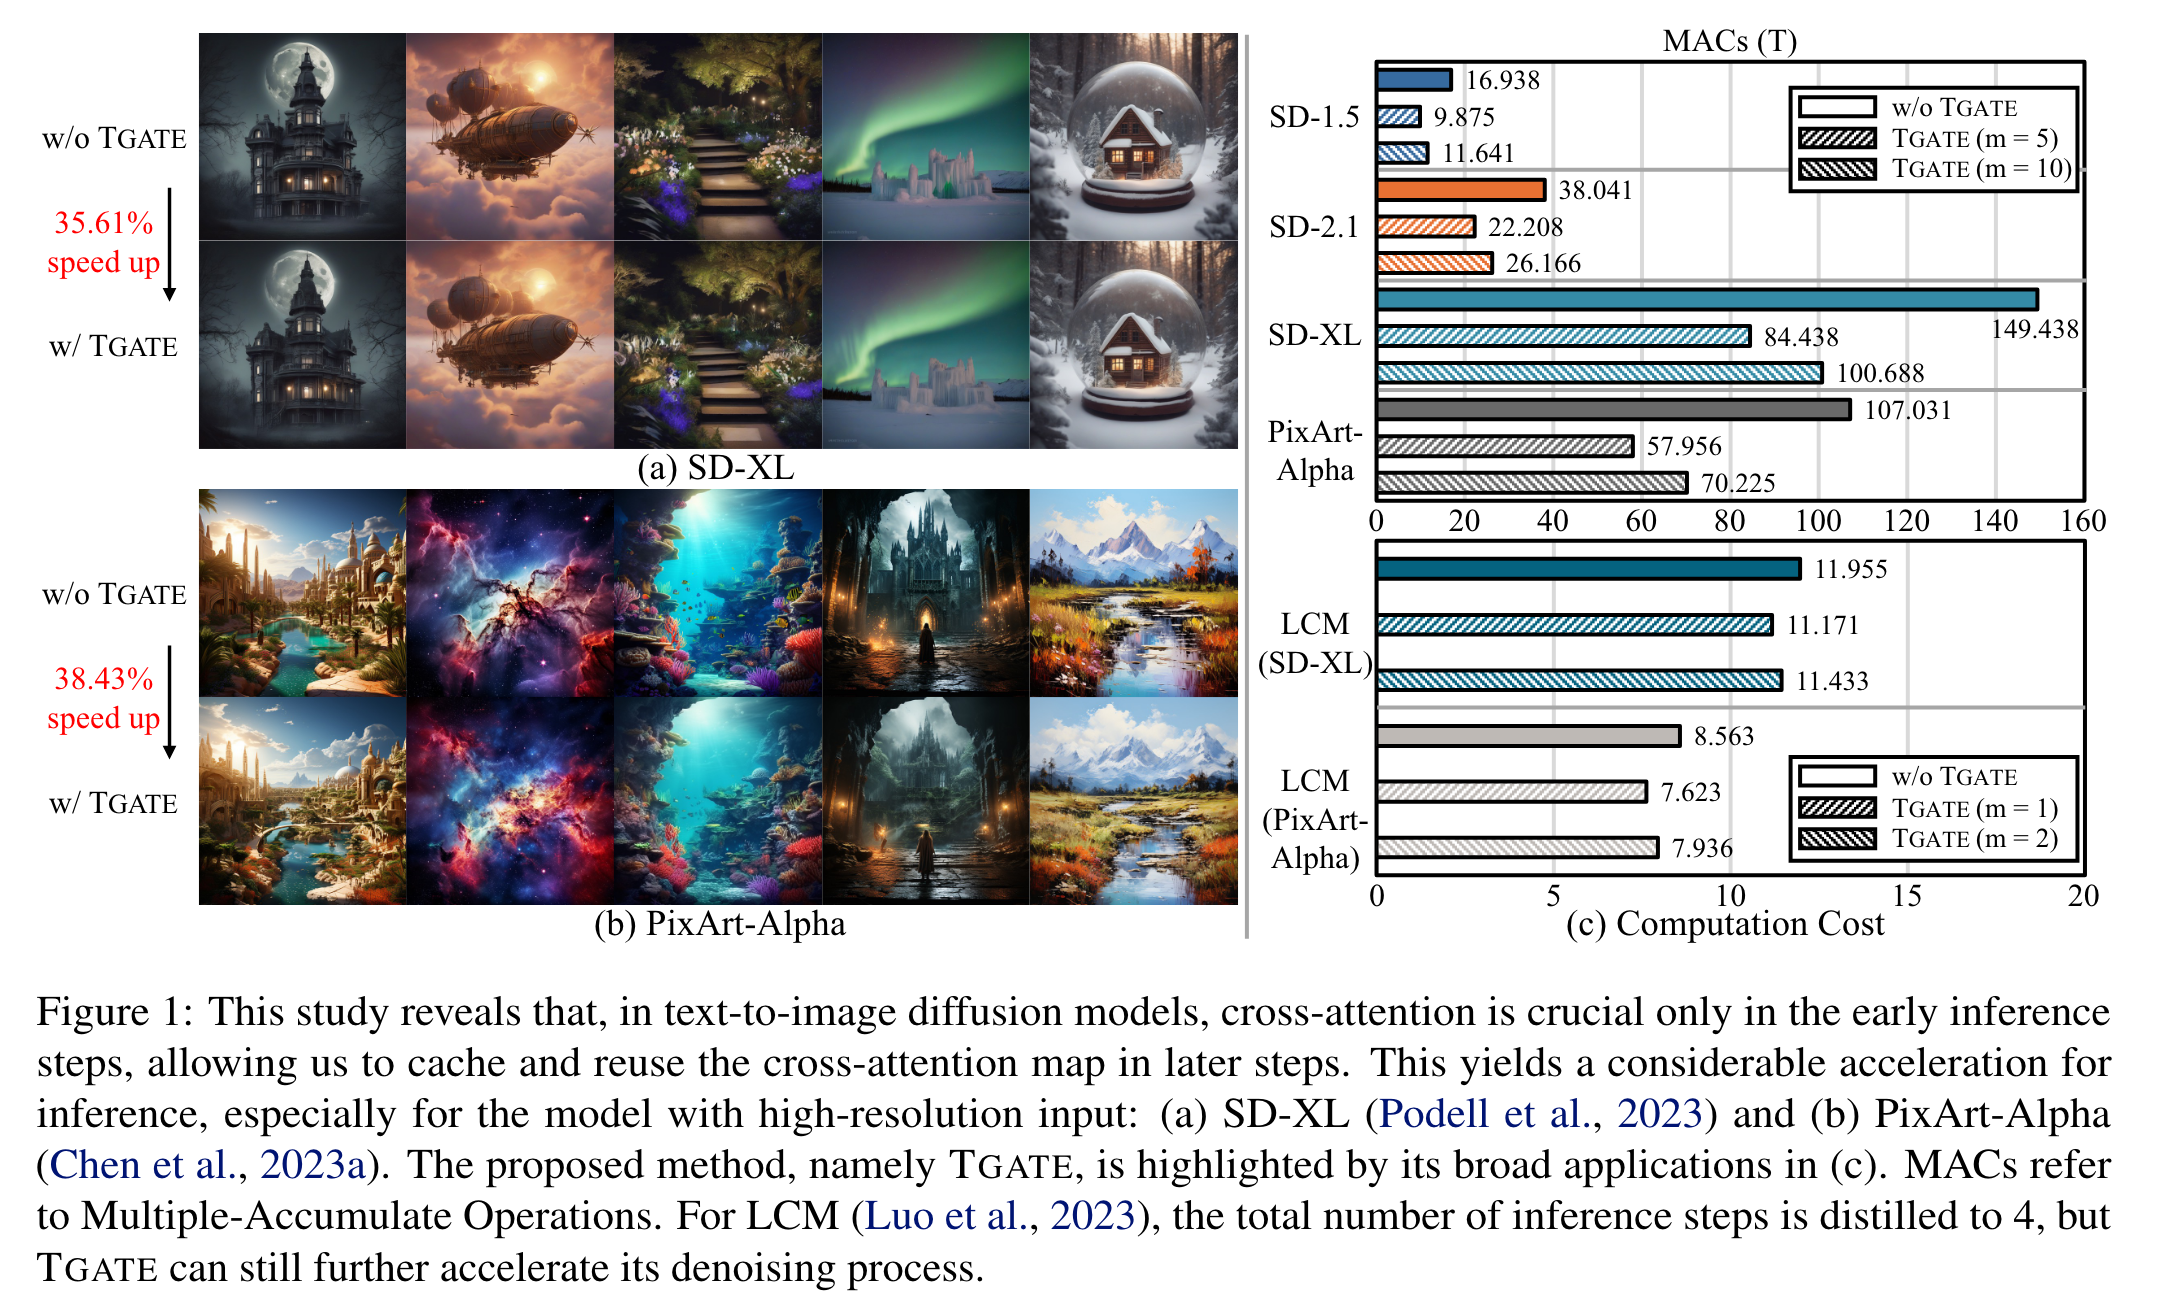 w/o TGATE
35.61%
speed up
w/ TGATE
(a) SD-XL
w/o TGATE
38.43%
speed up
w/ TGATE
(b) PixArt-Alpha
MACs (T)
SD-1.5
16.938
9.875
11.641
w/o TGATE
TGATE (m = 5)
TGATE (m = 10)
SD-2.1
38.041
22.208
26.166
SD-XL
149.438
84.438
100.688
PixArt-
Alpha
107.031
57.956
70.225
0 20 40 60 80 100 120 140 160
LCM
(SD-XL)
11.955
11.171
11.433
LCM
(PixArt-
Alpha)
8.563
7.623
7.936
w/o TGATE
TGATE (m = 1)
TGATE (m = 2)
0 5 10 15 20
(c) Computation Cost
Figure 1: This study reveals that, in text-to-image diffusion models, cross-attention is crucial only in the early inference
steps, allowing us to cache and reuse the cross-attention map in later steps. This yields a considerable acceleration for
inference, especially for the model with high-resolution input: (a) SD-XL (Podell et al., 2023) and (b) PixArt-Alpha
(Chen et al., 2023a). The proposed method, namely TGATE, is highlighted by its broad applications in (c). MACs refer
to Multiple-Accumulate Operations. For LCM (Luo et al., 2023), the total number of inference steps is distilled to 4, but
TGATE can still further accelerate its denoising process.